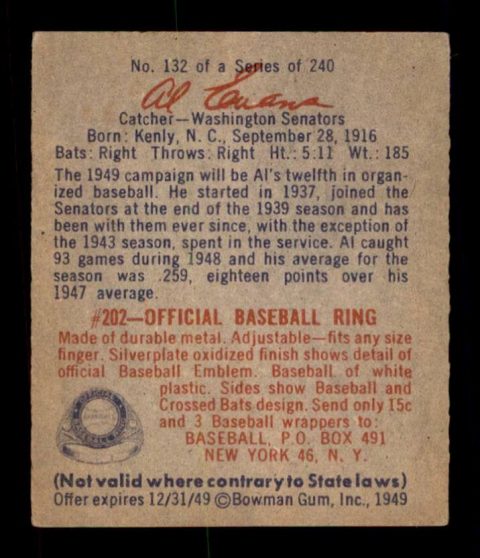 No. 132 of a Series of 240
Al Evans
Catcher—Washington Senators
Born: Kenly, N. C., September 28, 1916
Bats: Right Throws: Right Ht.: 5:11 Wt.: 185
The 1949 campaign will be Al's twelfth in organ-
ized baseball. He started in 1937, joined the
Senators at the end of the 1939 season and has
been with them ever since, with the exception of
the 1943 season, spent in the service. Al caught
93 games during 1948 and his average for the
season was .259, eighteen points over his
1947 average.
#202—OFFICIAL BASEBALL RING
Made of durable metal. Adjustable—fits any size
finger. Silverplate oxidized finish shows detail of
official Baseball Emblem. Baseball of white
plastic. Sides show Baseball and
Crossed Bats design. Send only 15c
and 3 Baseball wrappers to:
BASEBALL, P.O. BOX 491
NEW YORK 46, N. Y.
OFFICIAL
BASEBALL RING
(Not valid where contrary to State laws)
Offer expires 12/31/49 ©Bowman Gum, Inc., 1949